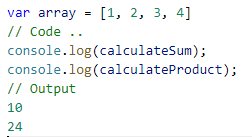 var array = [1, 2, 3, 4]
// Code ..
console.log(calculateSum);
console.log(calculateProduct);
// Output
10
24